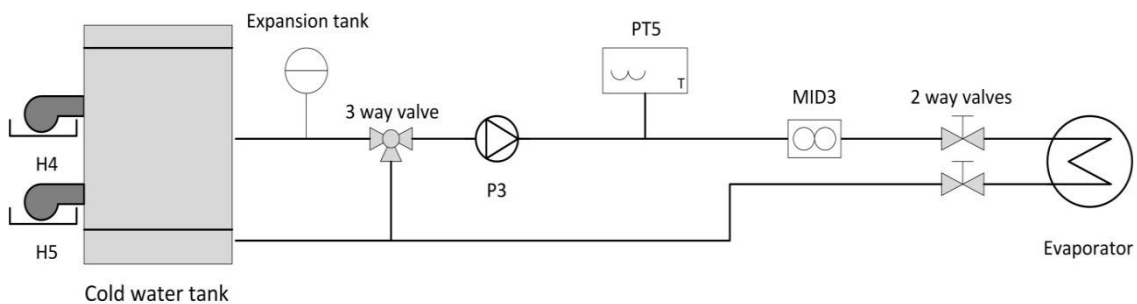 Expansion tank
PT5
T
3 way valve
MID3
2 way valves
H4
P3
H5
Evaporator
Cold water tank